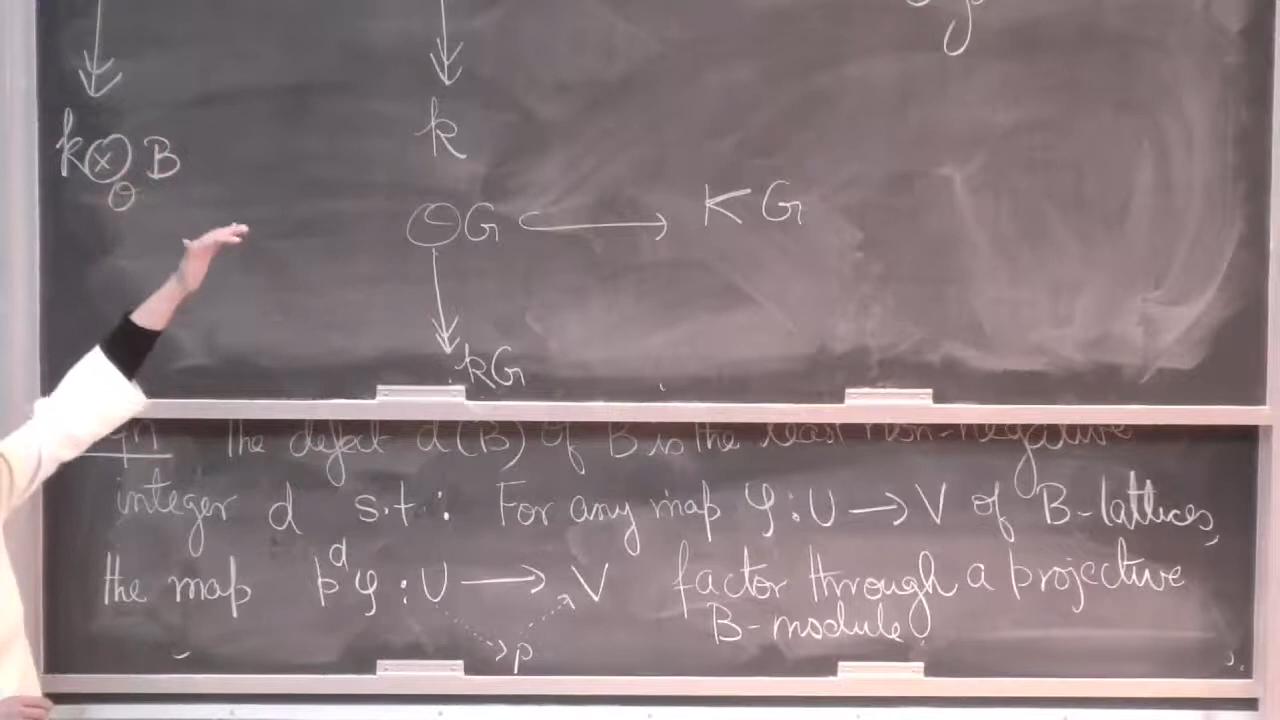 k
k ⊗_O B
OG ↪ KG
kG
The defect d(B) of B is the least non-negative
integer d s.t.: For any map φ: U → V of B-lattices,
the map p^d φ: U → V factor through a projective
B-module.
P